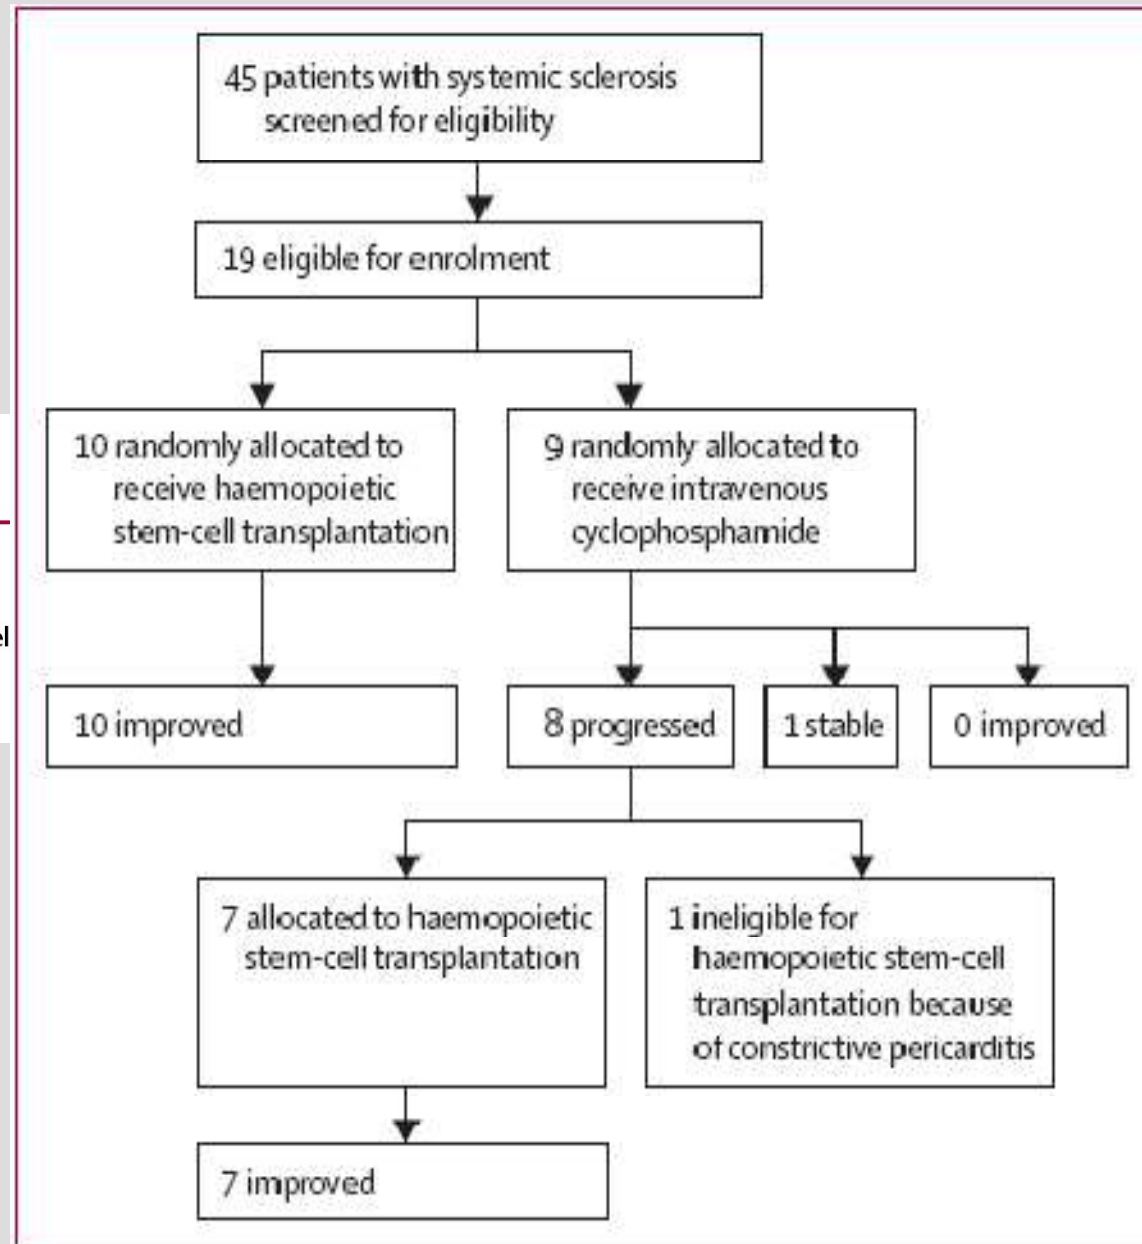 45 patients with systemic sclerosis
screened for eligibility
19 eligible for enrolment
10 randomly allocated to
receive haemopoietic
stem-cell transplantation
9 randomly allocated to
receive intravenous
cyclophosphamide
el
10 improved
8 progressed
1 stable
0 improved
7 allocated to haemopoietic
stem-cell transplantation
1 ineligible for
haemopoietic stem-cell
transplantation because
of constrictive pericarditis
7 improved